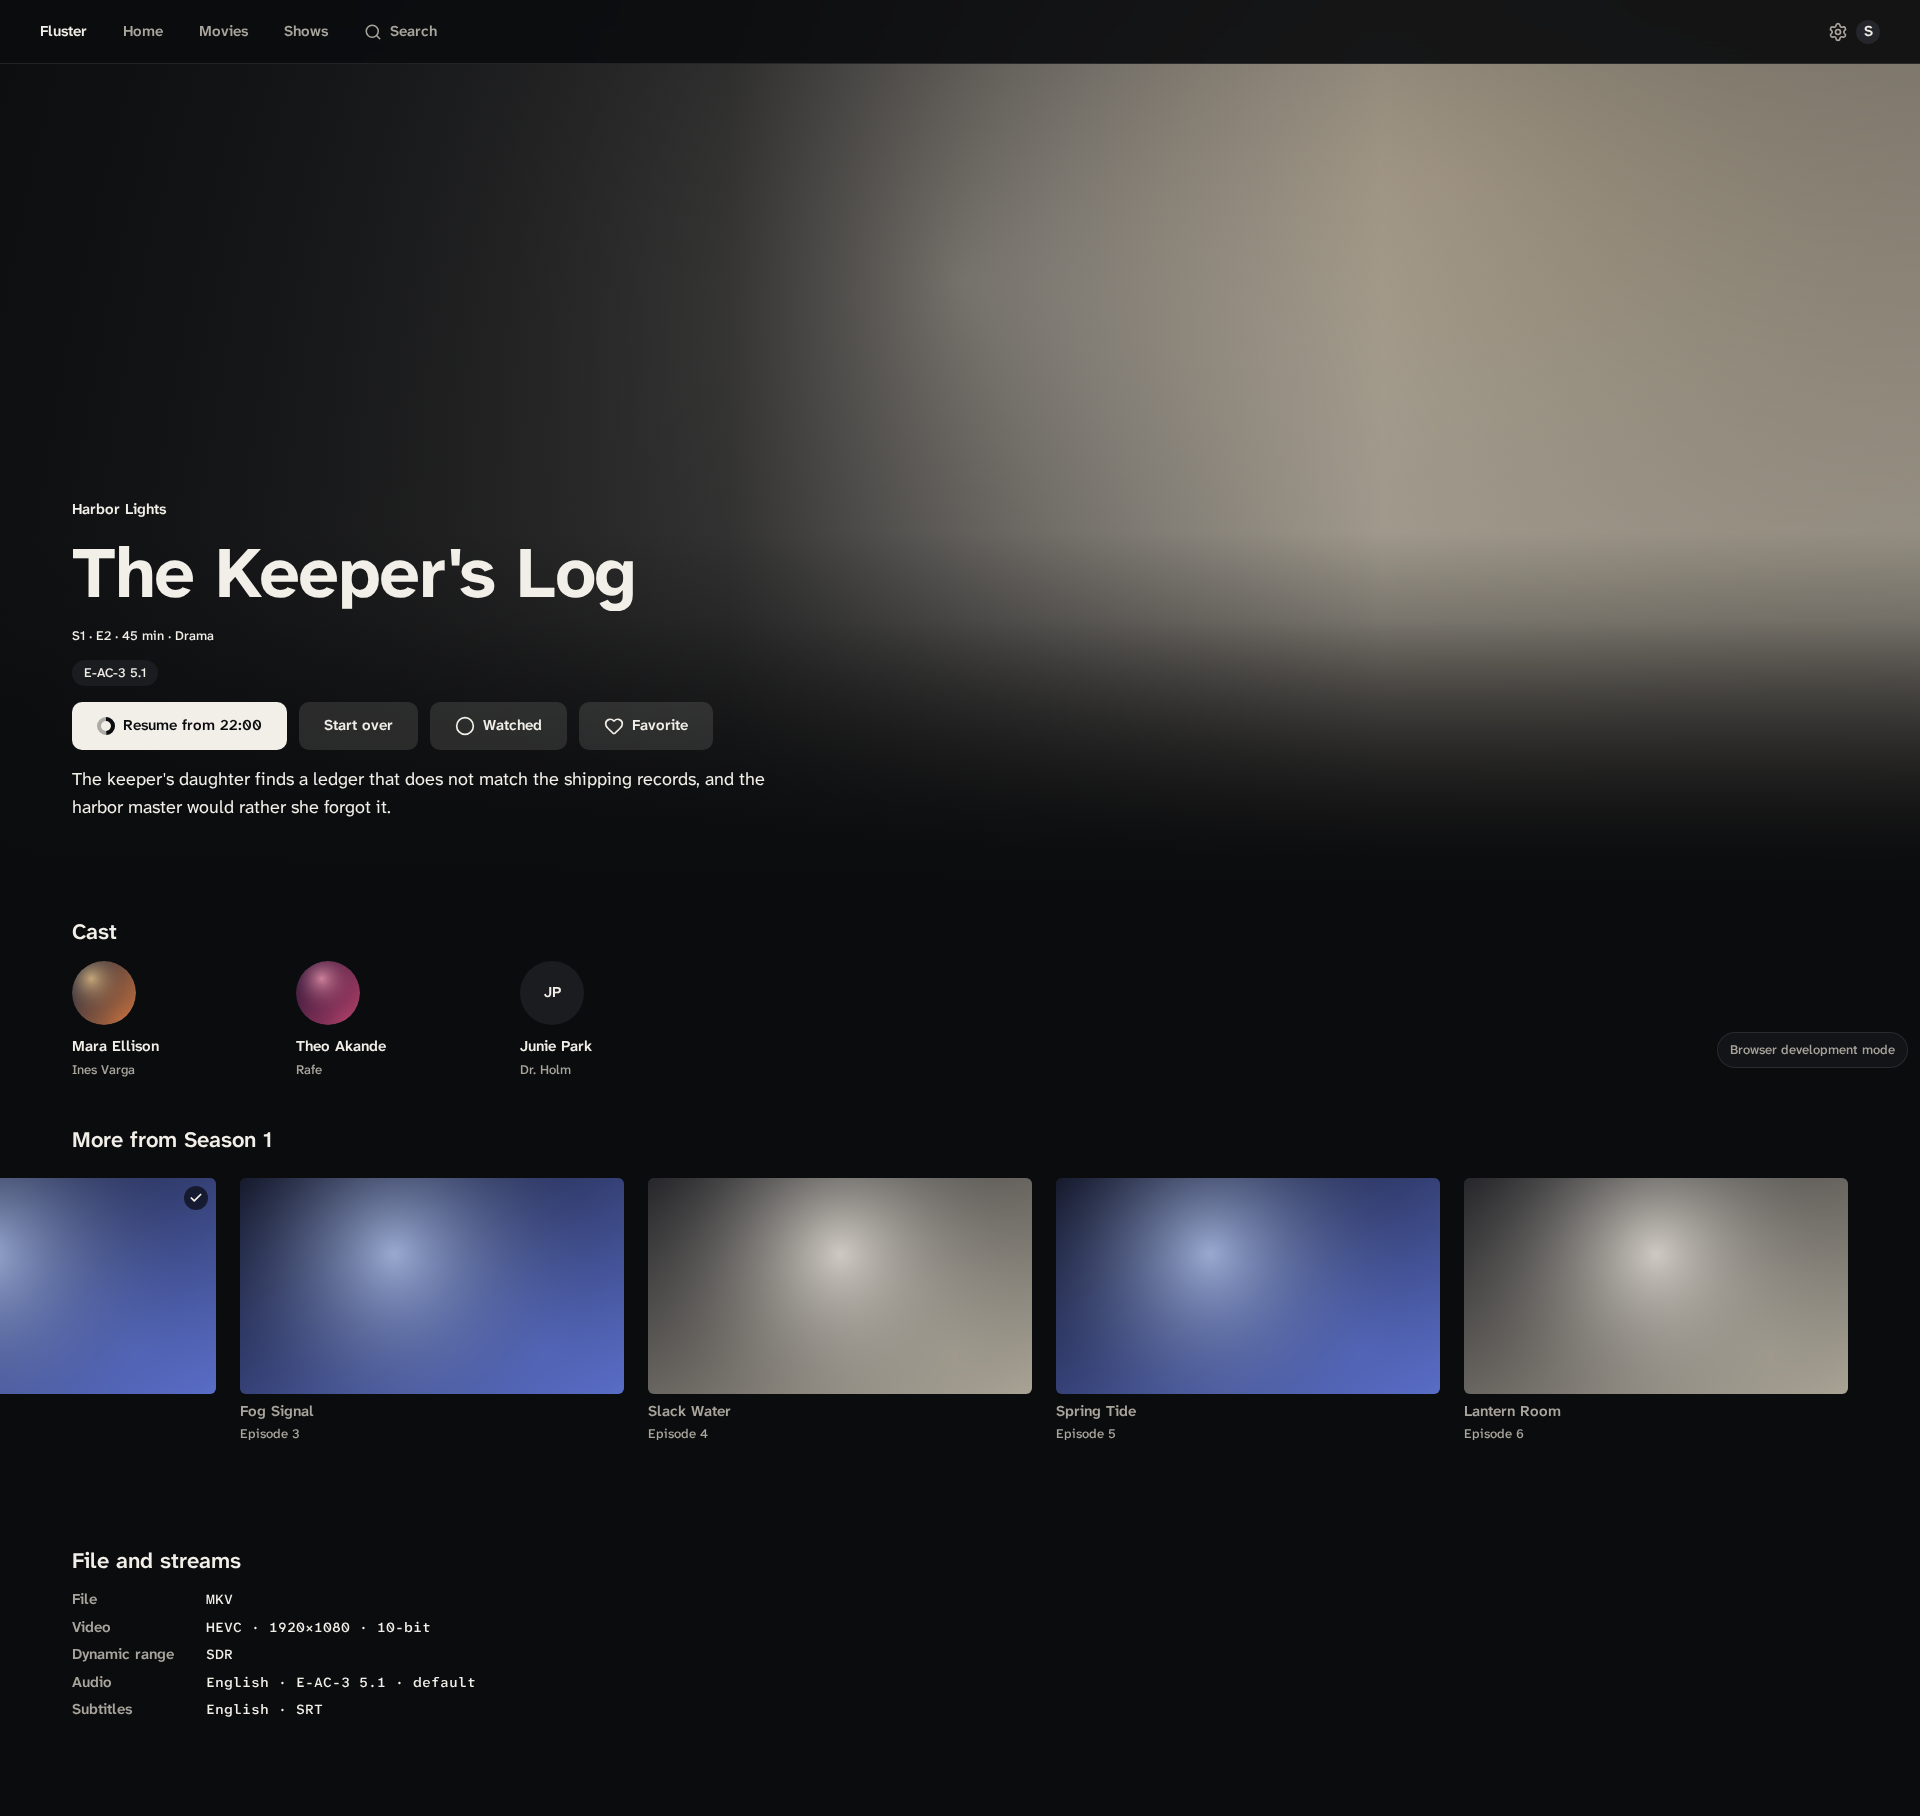 Fluster
Home
Movies
Shows
Search
S
Harbor Lights
The Keeper's Log
S1 · E2 · 45 min · Drama
E-AC-3 5.1
Resume from 22:00
Start over
Watched
Favorite
The keeper's daughter finds a ledger that does not match the shipping records, and the
harbor master would rather she forgot it.
Cast
JP
Mara Ellison
Ines Varga
Theo Akande
Rafe
Junie Park
Dr. Holm
Browser development mode
More from Season 1
Fog Signal
Episode 3
Slack Water
Episode 4
Spring Tide
Episode 5
Lantern Room
Episode 6
File and streams
File MKV
Video HEVC · 1920×1080 · 10-bit
Dynamic range SDR
Audio English · E-AC-3 5.1 · default
Subtitles English · SRT